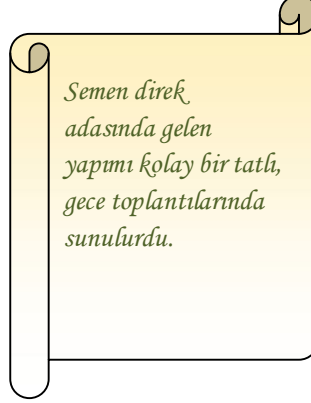 Semen direk
adasında gelen
yapımı kolay bir tatlı,
gece toplantılarında
sunulurdu.